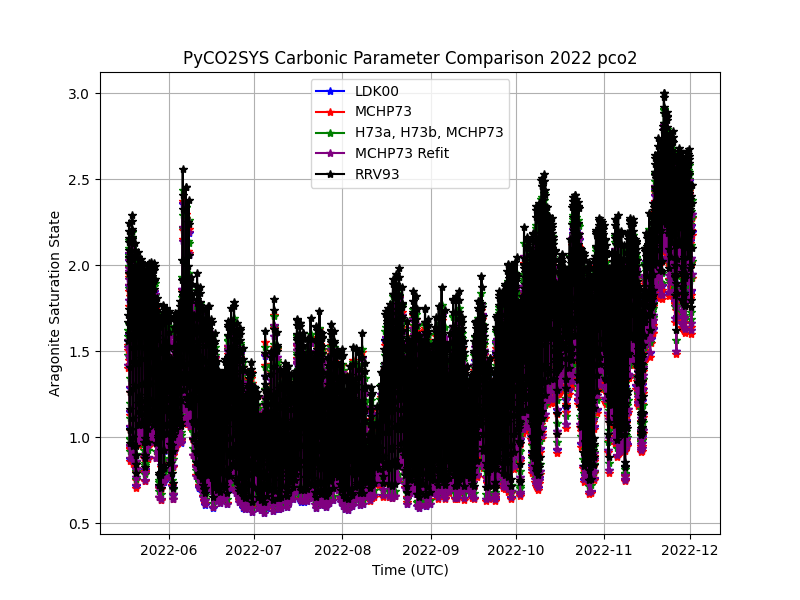 PyCO2SYS Carbonic Parameter Comparison 2022 pco2
LDK00
MCHP73
H73a, H73b, MCHP73
MCHP73 Refit
RRV93
Aragonite Saturation State
3.0
2.5
2.0
1.5
1.0
0.5
2022-06 2022-07 2022-08 2022-09 2022-10 2022-11 2022-12
Time (UTC)